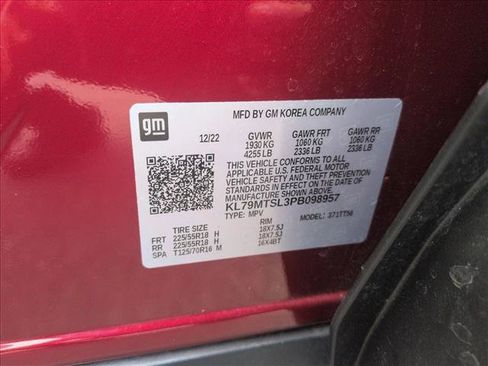 MFD BY GM KOREA COMPANY
gm
12/22 GVWR GAWR FRT GAWR RR
1930 KG 1060 KG 1060 KG
4255 LB 2336 LB 2336 LB
THIS VEHICLE CONFORMS TO ALL
APPLICABLE U.S. FEDERAL MOTOR
VEHICLE SAFETY AND THEFT PREVENTION
STANDARDS IN EFFECT ON THE DATE OF
MANUFACTURE SHOWN ABOVE.
KL79MTSL3PB098957
TYPE: MPV MODEL:
TIRE SIZE RIM
FRT 225/55R18 H 18X7.5J
RR 225/55R18 H 18X7.5J
SPA T125/70R16 M 16X4BT